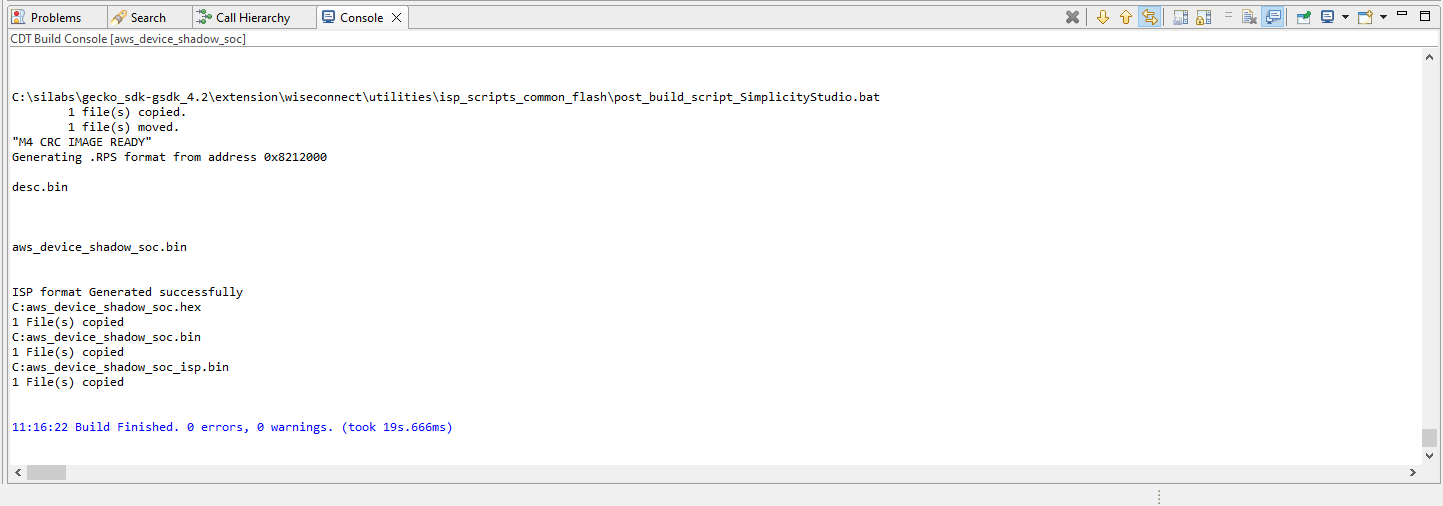 Problems Search Call Hierarchy Console
CDT Build Console [aws_device_shadow_soc]
C:\silabs\gecko_sdk-gsdk_4.2\extension\wiseconnect\utilities\isp_scripts_common_flash\post_build_script_SimplicityStudio.bat
1 file(s) copied.
1 file(s) moved.
"M4 CRC IMAGE READY"
Generating .RPS format from address 0x8212000
desc.bin
aws_device_shadow_soc.bin
ISP format Generated successfully
C:aws_device_shadow_soc.hex
1 File(s) copied
C:aws_device_shadow_soc.bin
1 File(s) copied
C:aws_device_shadow_soc_isp.bin
1 File(s) copied
11:16:22 Build Finished. 0 errors, 0 warnings. (took 19s.666ms)